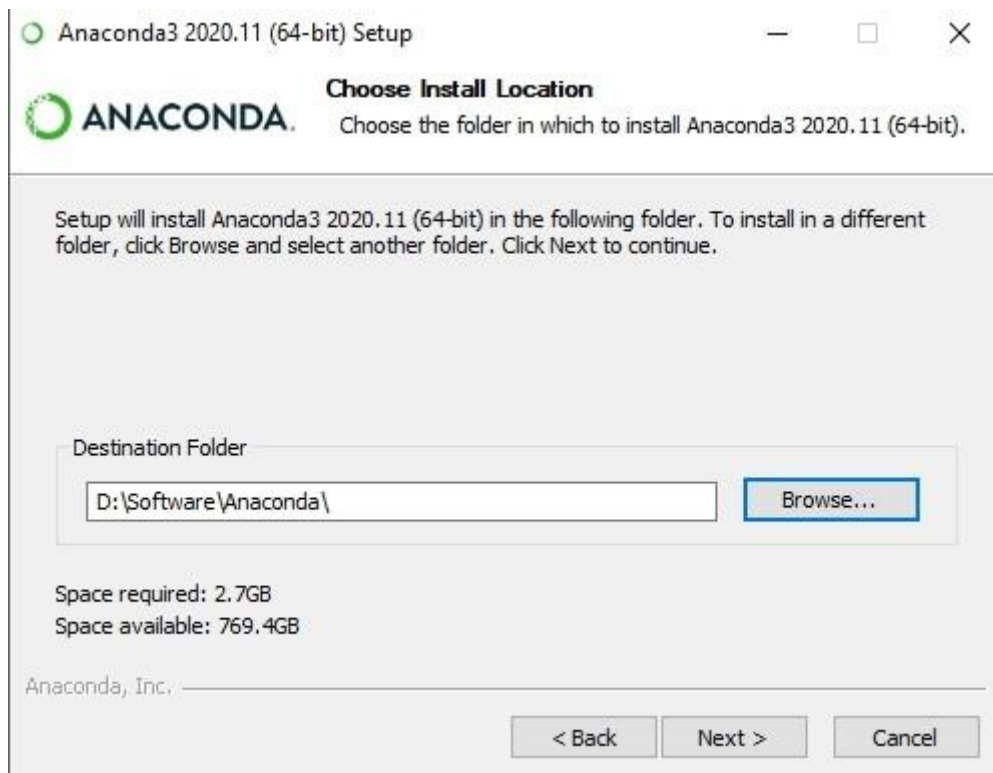 Anaconda3 2020.11 (64-bit) Setup
ANACONDA.
Choose Install Location
Choose the folder in which to install Anaconda3 2020.11 (64-bit).
Setup will install Anaconda3 2020.11 (64-bit) in the following folder. To install in a different
folder, click Browse and select another folder. Click Next to continue.
Destination Folder
D:\Software\Anaconda\
Browse...
Space required: 2.7GB
Space available: 769.4GB
Anaconda, Inc.
< Back
Next >
Cancel